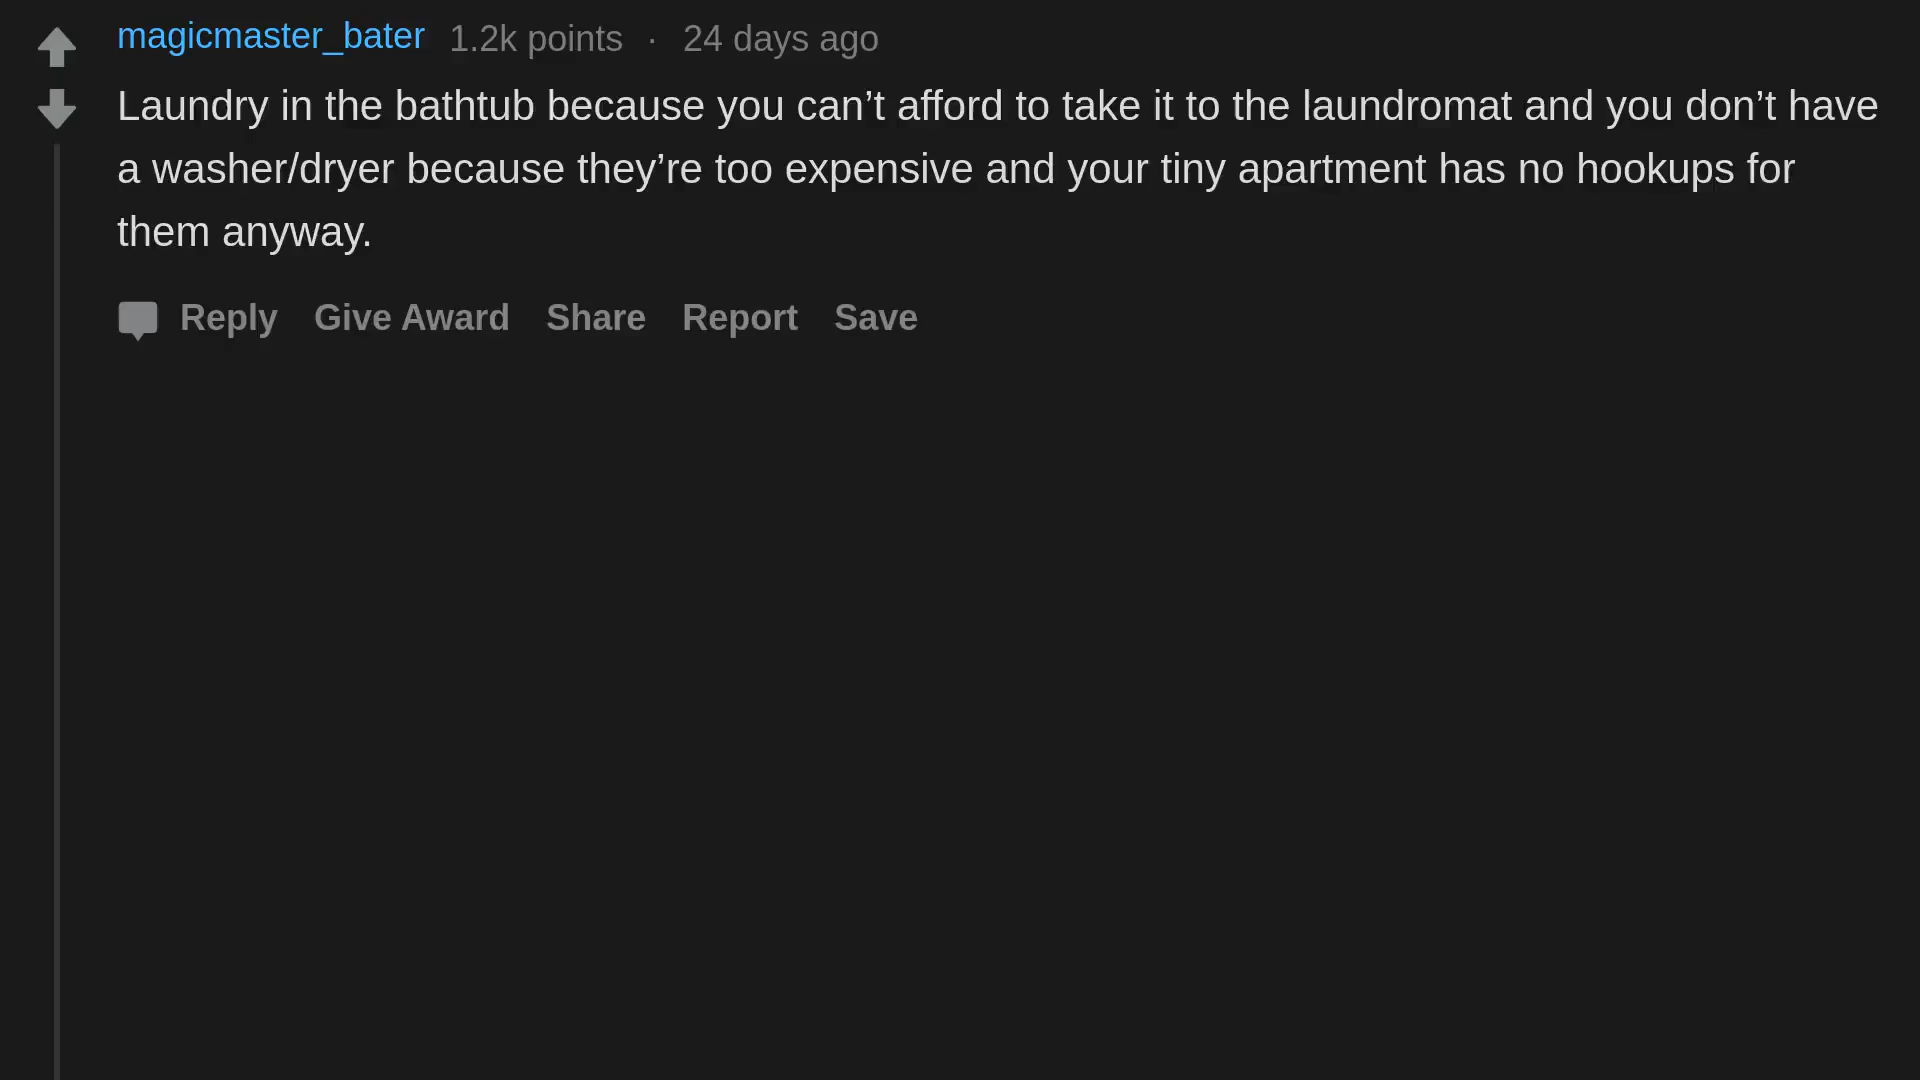 magicmaster_bater 1.2k points · 24 days ago
Laundry in the bathtub because you can’t afford to take it to the laundromat and you don’t have
a washer/dryer because they’re too expensive and your tiny apartment has no hookups for
them anyway.
Reply Give Award Share Report Save